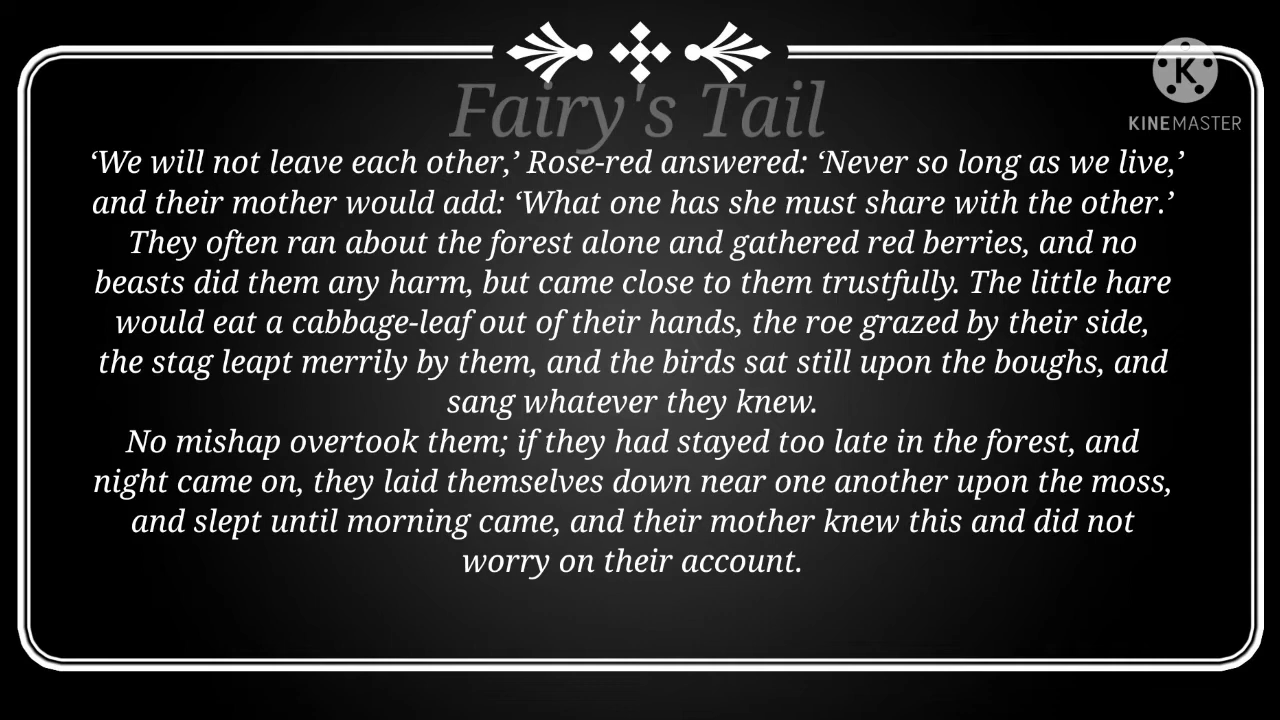 Fairy's Tail
K
KINEMASTER
‘We will not leave each other,’ Rose-red answered: ‘Never so long as we live,’
and their mother would add: ‘What one has she must share with the other.’
They often ran about the forest alone and gathered red berries, and no
beasts did them any harm, but came close to them trustfully. The little hare
would eat a cabbage-leaf out of their hands, the roe grazed by their side,
the stag leapt merrily by them, and the birds sat still upon the boughs, and
sang whatever they knew.
No mishap overtook them; if they had stayed too late in the forest, and
night came on, they laid themselves down near one another upon the moss,
and slept until morning came, and their mother knew this and did not
worry on their account.